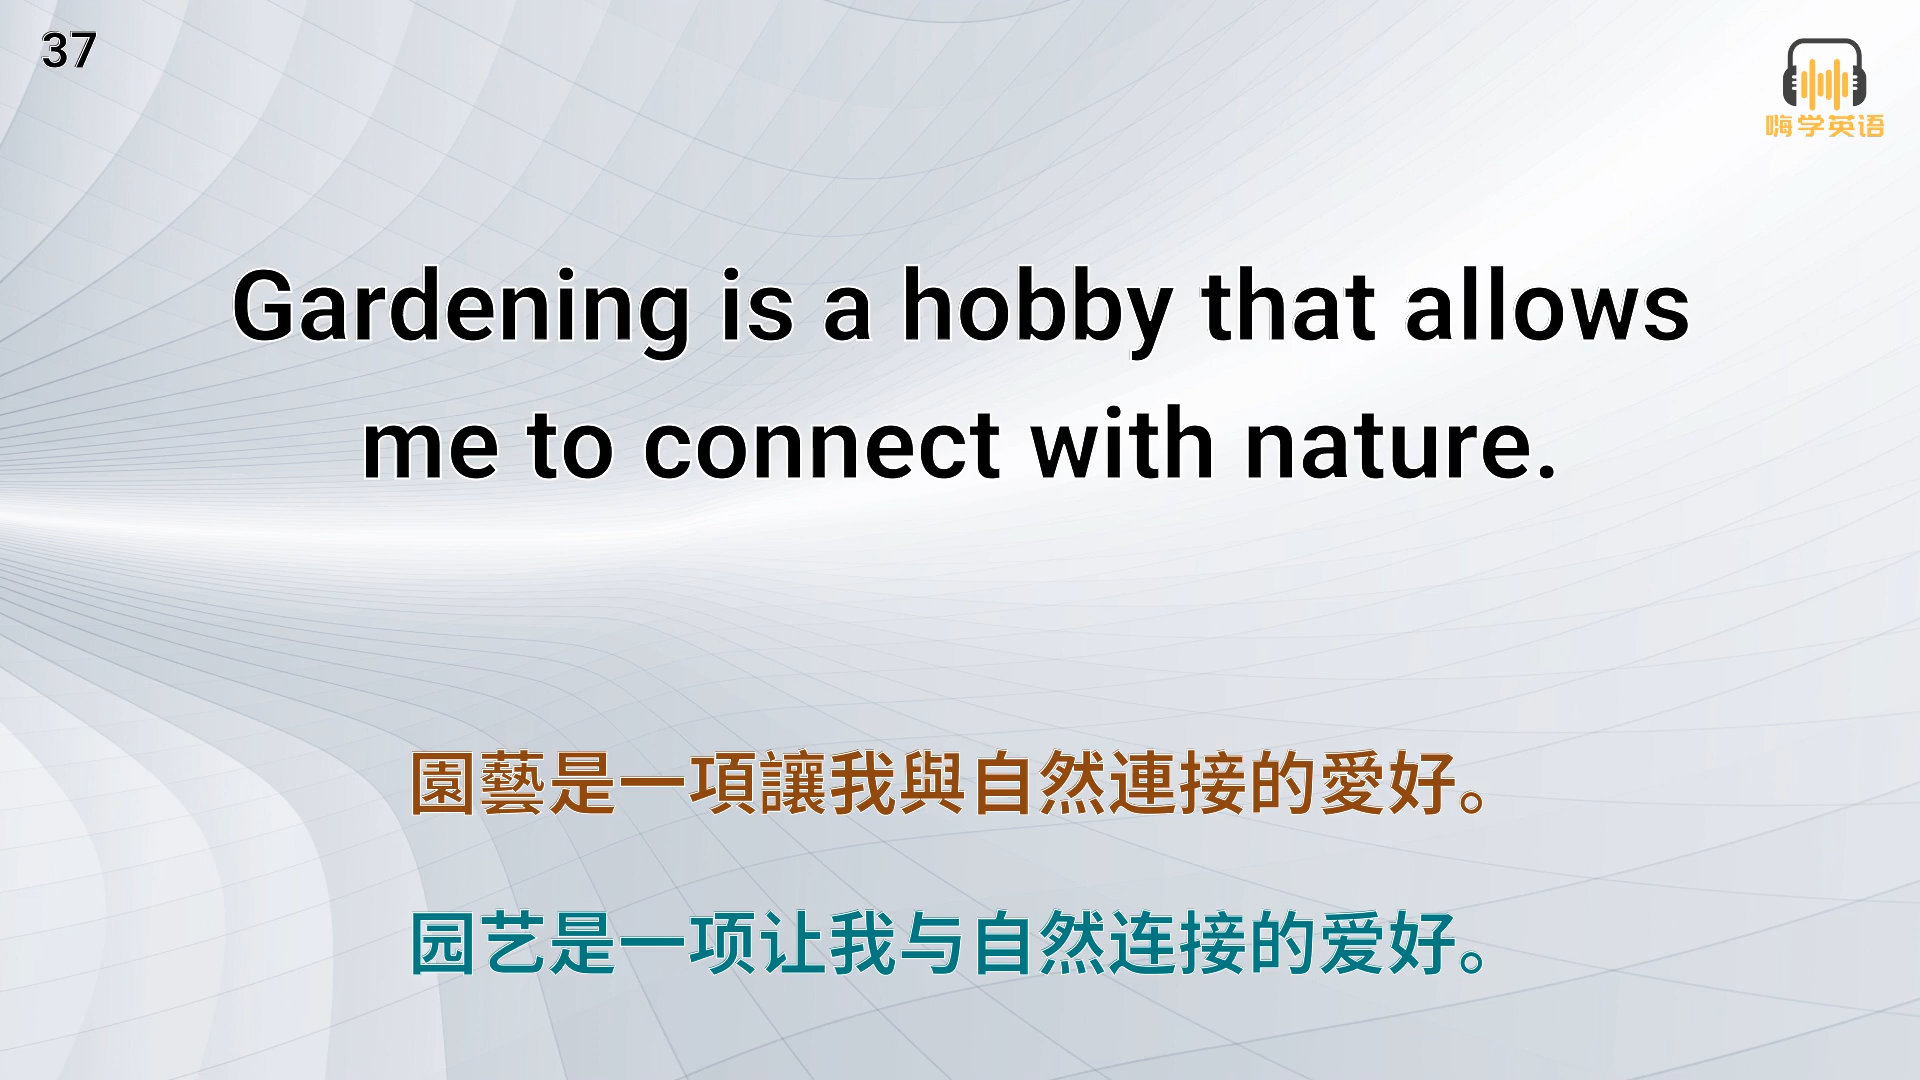 37
嗨学英语
Gardening is a hobby that allows
me to connect with nature.
園藝是一項讓我與自然連接的愛好。
园艺是一项让我与自然连接的爱好。